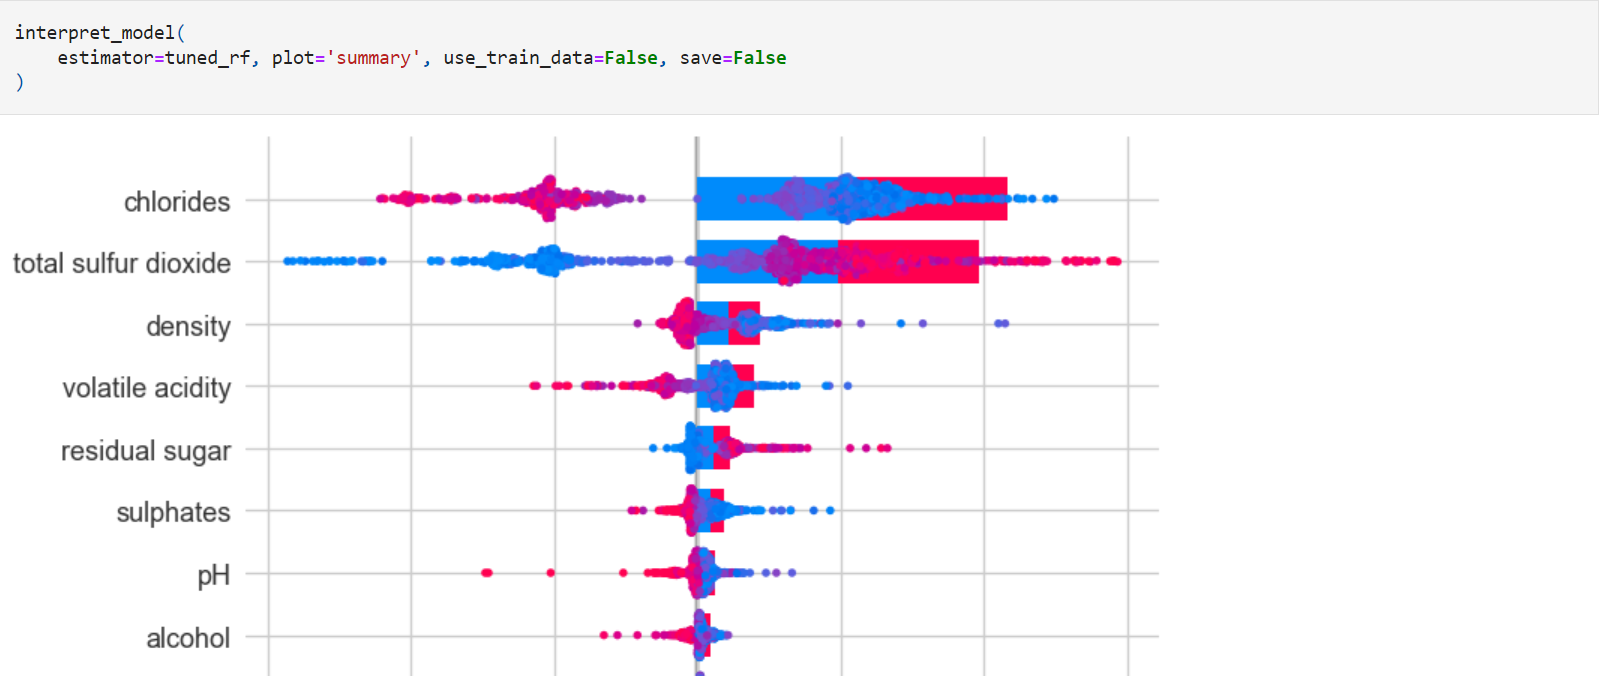 interpret_model(
    estimator=tuned_rf, plot='summary', use_train_data=False, save=False
)
chlorides
total sulfur dioxide
density
volatile acidity
residual sugar
sulphates
pH
alcohol